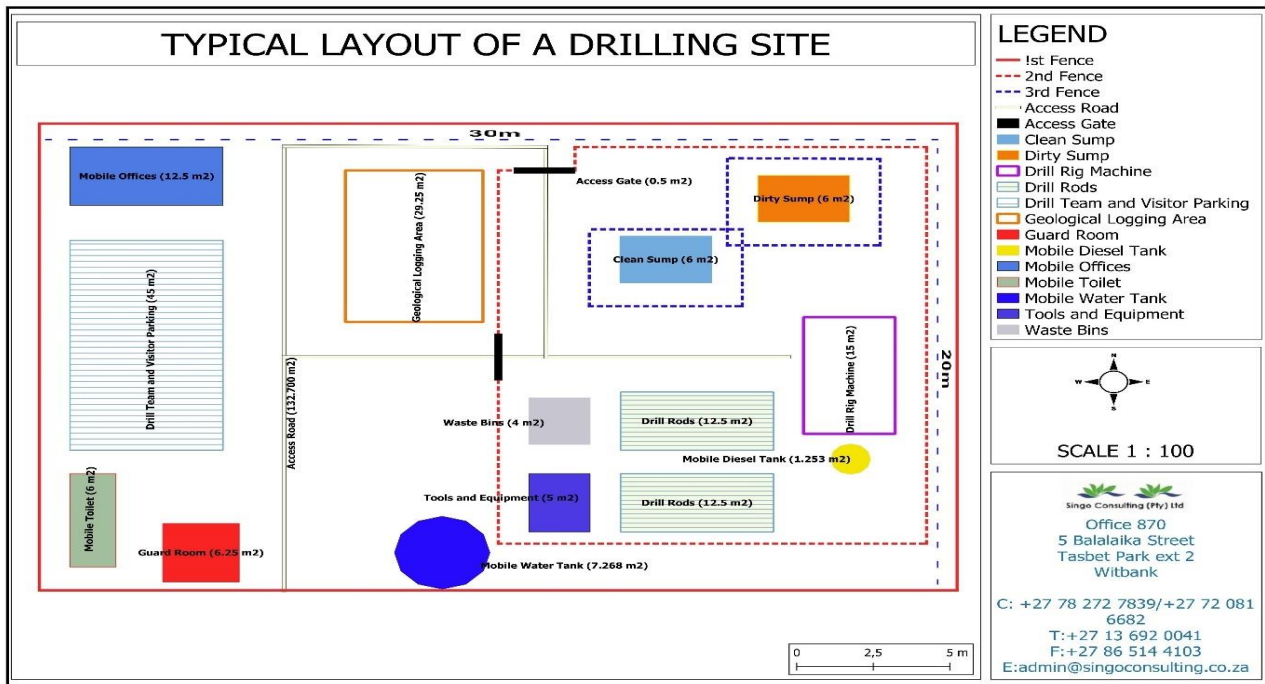 TYPICAL LAYOUT OF A DRILLING SITE
30m
20m
Mobile Offices (12.5 m2)
Geological Logging Area (29.25 m2)
Access Gate (0.5 m2)
Dirty Sump (6 m2)
Clean Sump (6 m2)
Drill Team and Visitor Parking (45 m2)
Access Road (132.700 m2)
Drill Rig Machine (15 m2)
Waste Bins (4 m2)
Drill Rods (12.5 m2)
Mobile Diesel Tank (1.253 m2)
Tools and Equipment (5 m2)
Drill Rods (12.5 m2)
Mobile Toilet (6 m2)
Guard Room (6.25 m2)
Mobile Water Tank (7.268 m2)
0 2,5 5 m
LEGEND
!st Fence
2nd Fence
3rd Fence
Access Road
Access Gate
Clean Sump
Dirty Sump
Drill Rig Machine
Drill Rods
Drill Team and Visitor Parking
Geological Logging Area
Guard Room
Mobile Diesel Tank
Mobile Offices
Mobile Toilet
Mobile Water Tank
Tools and Equipment
Waste Bins
N
W E
S
SCALE 1 : 100
Singo Consulting (Pty) Ltd
Office 870
5 Balalaika Street
Tasbet Park ext 2
Witbank
C: +27 78 272 7839/+27 72 081
6682
T:+27 13 692 0041
F:+27 86 514 4103
E:admin@singoconsulting.co.za